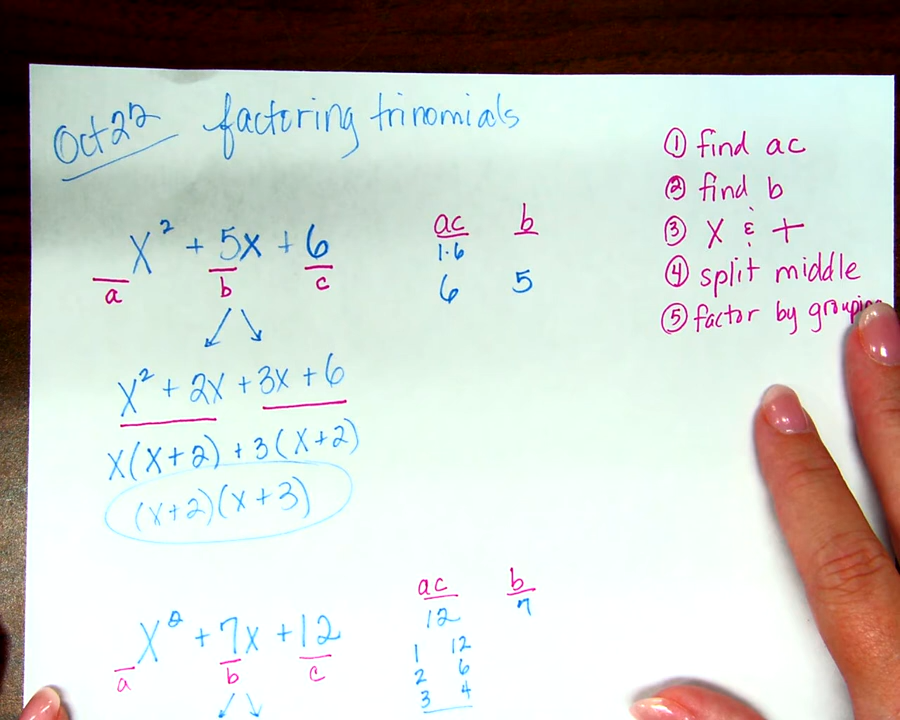 Oct 22 factoring trinomials
① find ac
② find b
③ X & +
④ split middle
⑤ factor by grouping
x² + 5x + 6
a b c
ac b
1·6
6 5
x² + 2x + 3x + 6
x(x+2) + 3(x+2)
(x+2)(x+3)
x² + 7x + 12
a b c
ac b
12 7
1 12
2 6
3 4